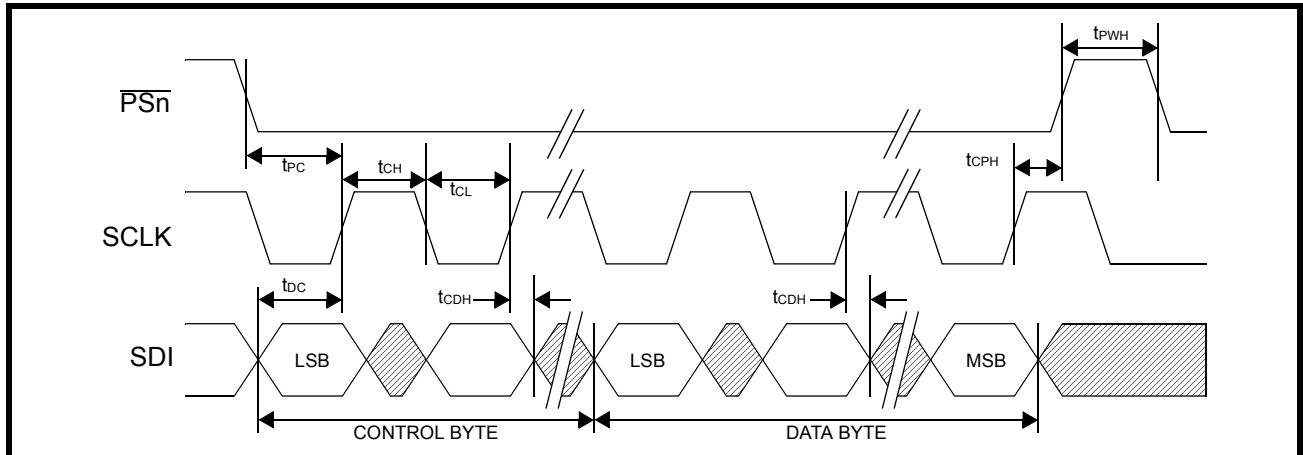 tPWH
PSn
tPC
tCH
tCL
tCPH
SCLK
tDC
tCDH
tCDH
SDI
LSB
LSB
MSB
CONTROL BYTE
DATA BYTE